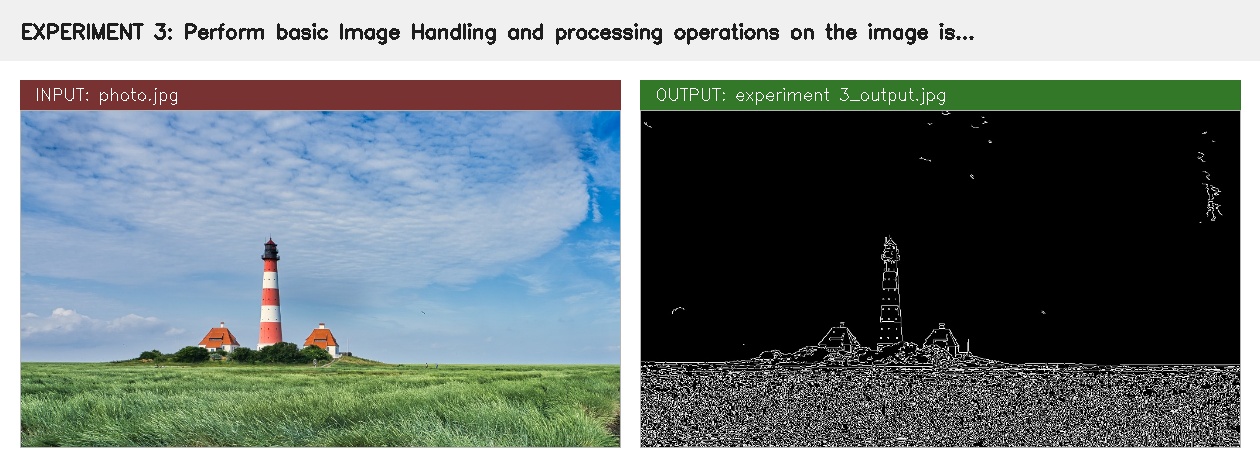 EXPERIMENT 3: Perform basic Image Handling and processing operations on the image is...
INPUT: photo.jpg
OUTPUT: experiment 3_output.jpg